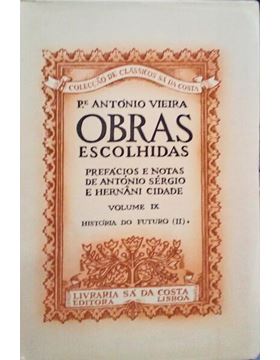 COLECÇÃO DE CLÁSSICOS SÁ DA COSTA
P.E ANTÓNIO VIEIRA
OBRAS
ESCOLHIDAS
PREFÁCIOS E NOTAS
DE ANTÓNIO SÉRGIO
E HERNÂNI CIDADE
VOLUME IX
HISTÓRIA DO FUTURO (II)
LIVRARIA SÁ DA COSTA
EDITORA LISBOA